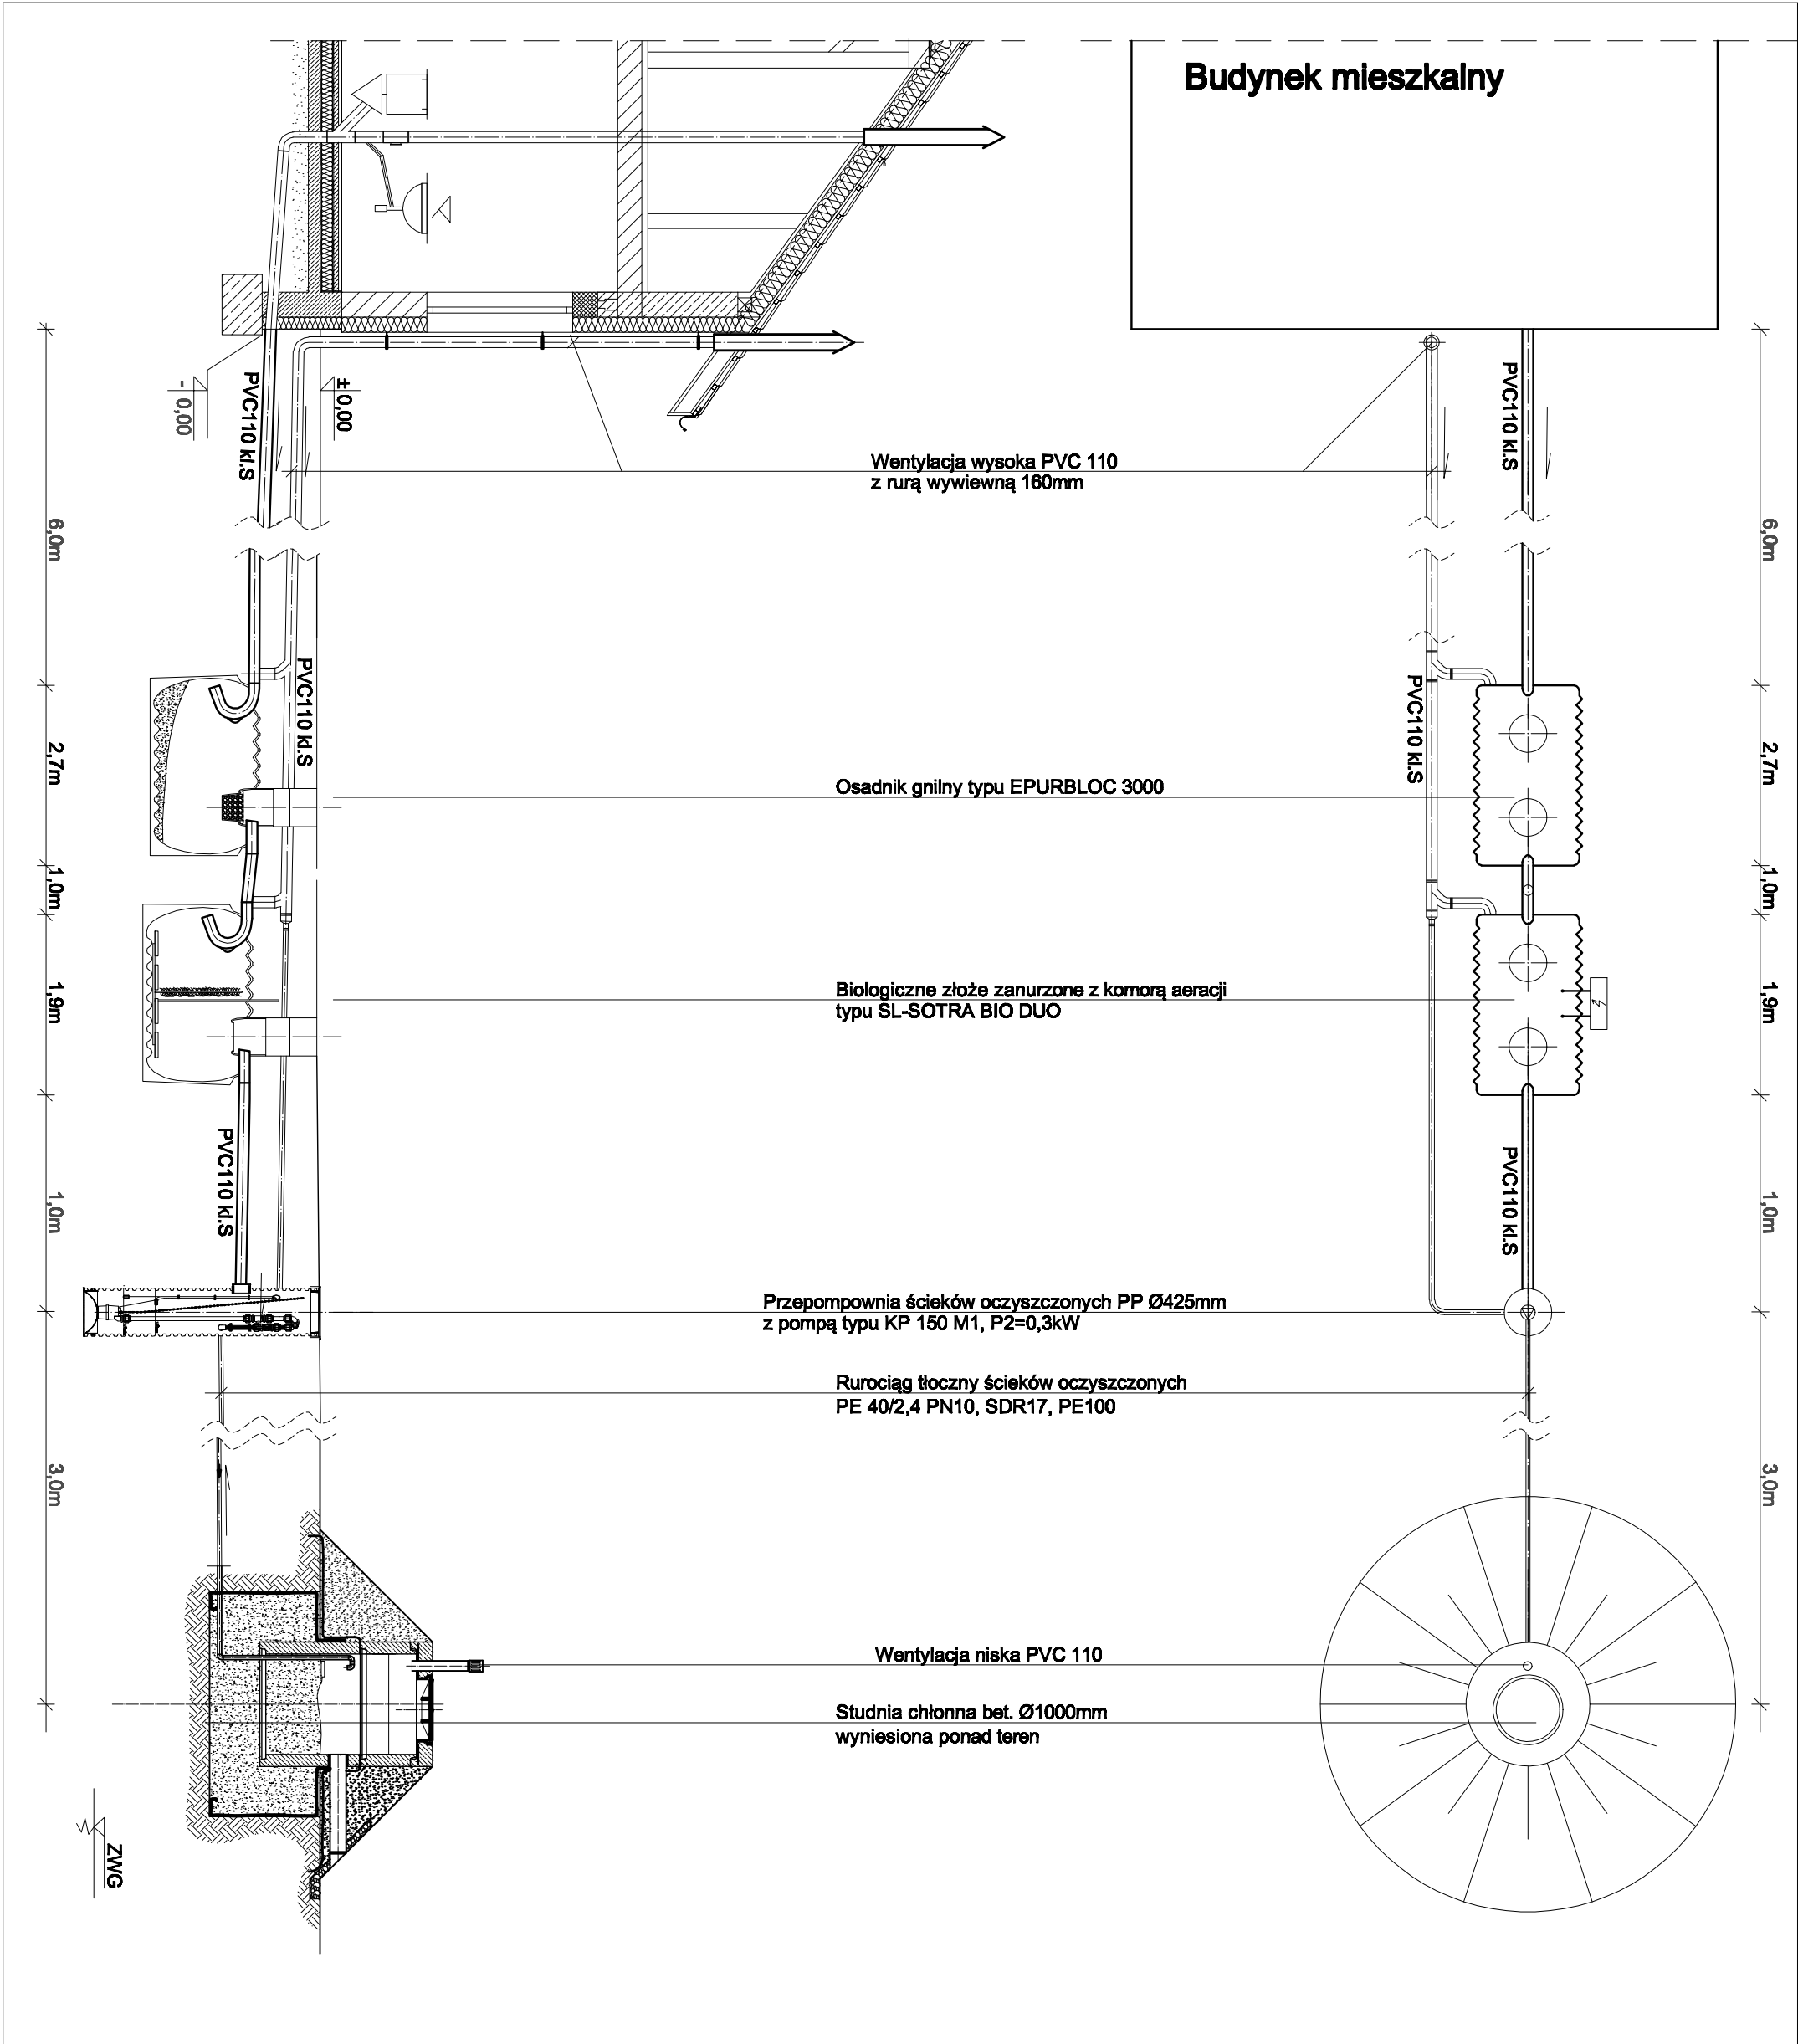 Budynek mieszkalny
± 0,00
- 0,00
PVC110 kl.S
PVC110 kl.S
Wentylacja wysoka PVC 110
z rurą wywiewną 160mm
6,0m
6,0m
PVC110 kl.S
PVC110 kl.S
2,7m
2,7m
Osadnik gnilny typu EPURBLOC 3000
1,0m
1,0m
Biologiczne złoże zanurzone z komorą aeracji
typu SL-SOTRA BIO DUO
1,9m
1,9m
PVC110 kl.S
PVC110 kl.S
1,0m
1,0m
Przepompownia ścieków oczyszczonych PP Ø425mm
z pompą typu KP 150 M1, P2=0,3kW
Rurociąg tłoczny ścieków oczyszczonych
PE 40/2,4 PN10, SDR17, PE100
3,0m
3,0m
Wentylacja niska PVC 110
Studnia chłonna bet. Ø1000mm
wyniesiona ponad teren
ZWG